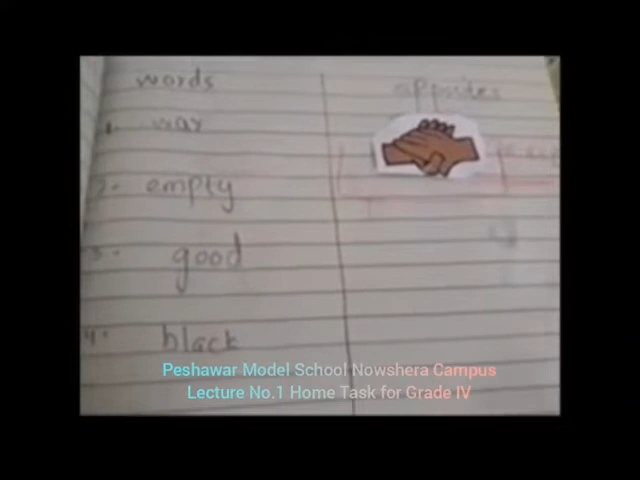 words
opposites
1. war
2. empty
3. good
4. black
Peshawar Model School Nowshera Campus
Lecture No.1 Home Task for Grade IV